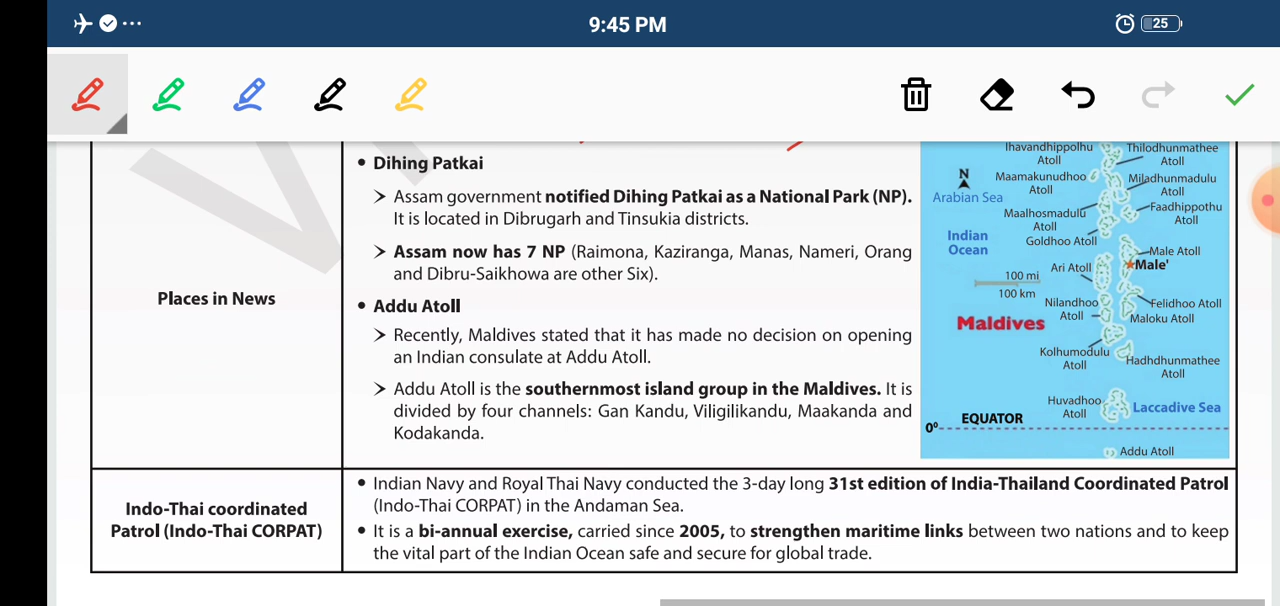 9:45 PM
25
Places in News
• Dihing Patkai
➤ Assam government notified Dihing Patkai as a National Park (NP).
It is located in Dibrugarh and Tinsukia districts.
➤ Assam now has 7 NP (Raimona, Kaziranga, Manas, Nameri, Orang
and Dibru-Saikhowa are other Six).
• Addu Atoll
➤ Recently, Maldives stated that it has made no decision on opening
an Indian consulate at Addu Atoll.
➤ Addu Atoll is the southernmost island group in the Maldives. It is
divided by four channels: Gan Kandu, Viligilikandu, Maakanda and
Kodakanda.
Ihavandhippolhu
Atoll
Thilodhunmathee
Atoll
N
Maamakunudhoo
Atoll
Miladhunmadulu
Atoll
Arabian Sea
Maalhosmadulu
Atoll
Faadhippothu
Atoll
Indian
Ocean
Goldhoo Atoll
Male Atoll
Male'
Ari Atoll
100 mi
100 km
Nilandhoo
Atoll
Felidhoo Atoll
Maloku Atoll
Maldives
Kolhumodulu
Atoll
Hadhdhunmathee
Atoll
Huvadhoo
Atoll
Laccadive Sea
EQUATOR
0°
Addu Atoll
Indo-Thai coordinated
Patrol (Indo-Thai CORPAT)
• Indian Navy and Royal Thai Navy conducted the 3-day long 31st edition of India-Thailand Coordinated Patrol
(Indo-Thai CORPAT) in the Andaman Sea.
• It is a bi-annual exercise, carried since 2005, to strengthen maritime links between two nations and to keep
the vital part of the Indian Ocean safe and secure for global trade.